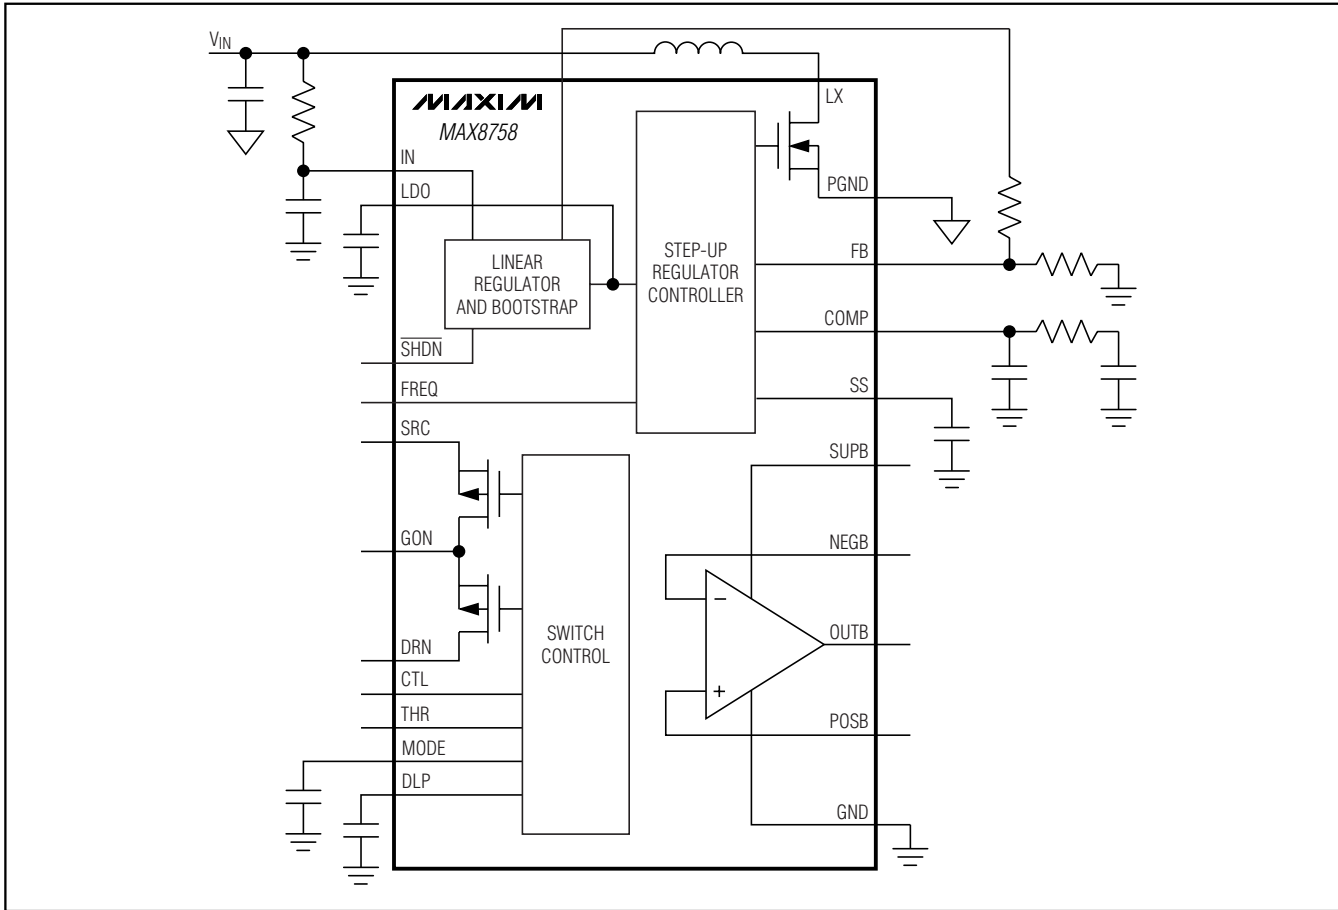 VIN
MAXIM
MAX8758
LX
IN
LDO
PGND
LINEAR
REGULATOR
AND BOOTSTRAP
STEP-UP
REGULATOR
CONTROLLER
FB
COMP
SHDN
FREQ
SS
SRC
SUPB
GON
NEGB
−
OUTB
SWITCH
CONTROL
DRN
CTL
+
THR
POSB
MODE
DLP
GND